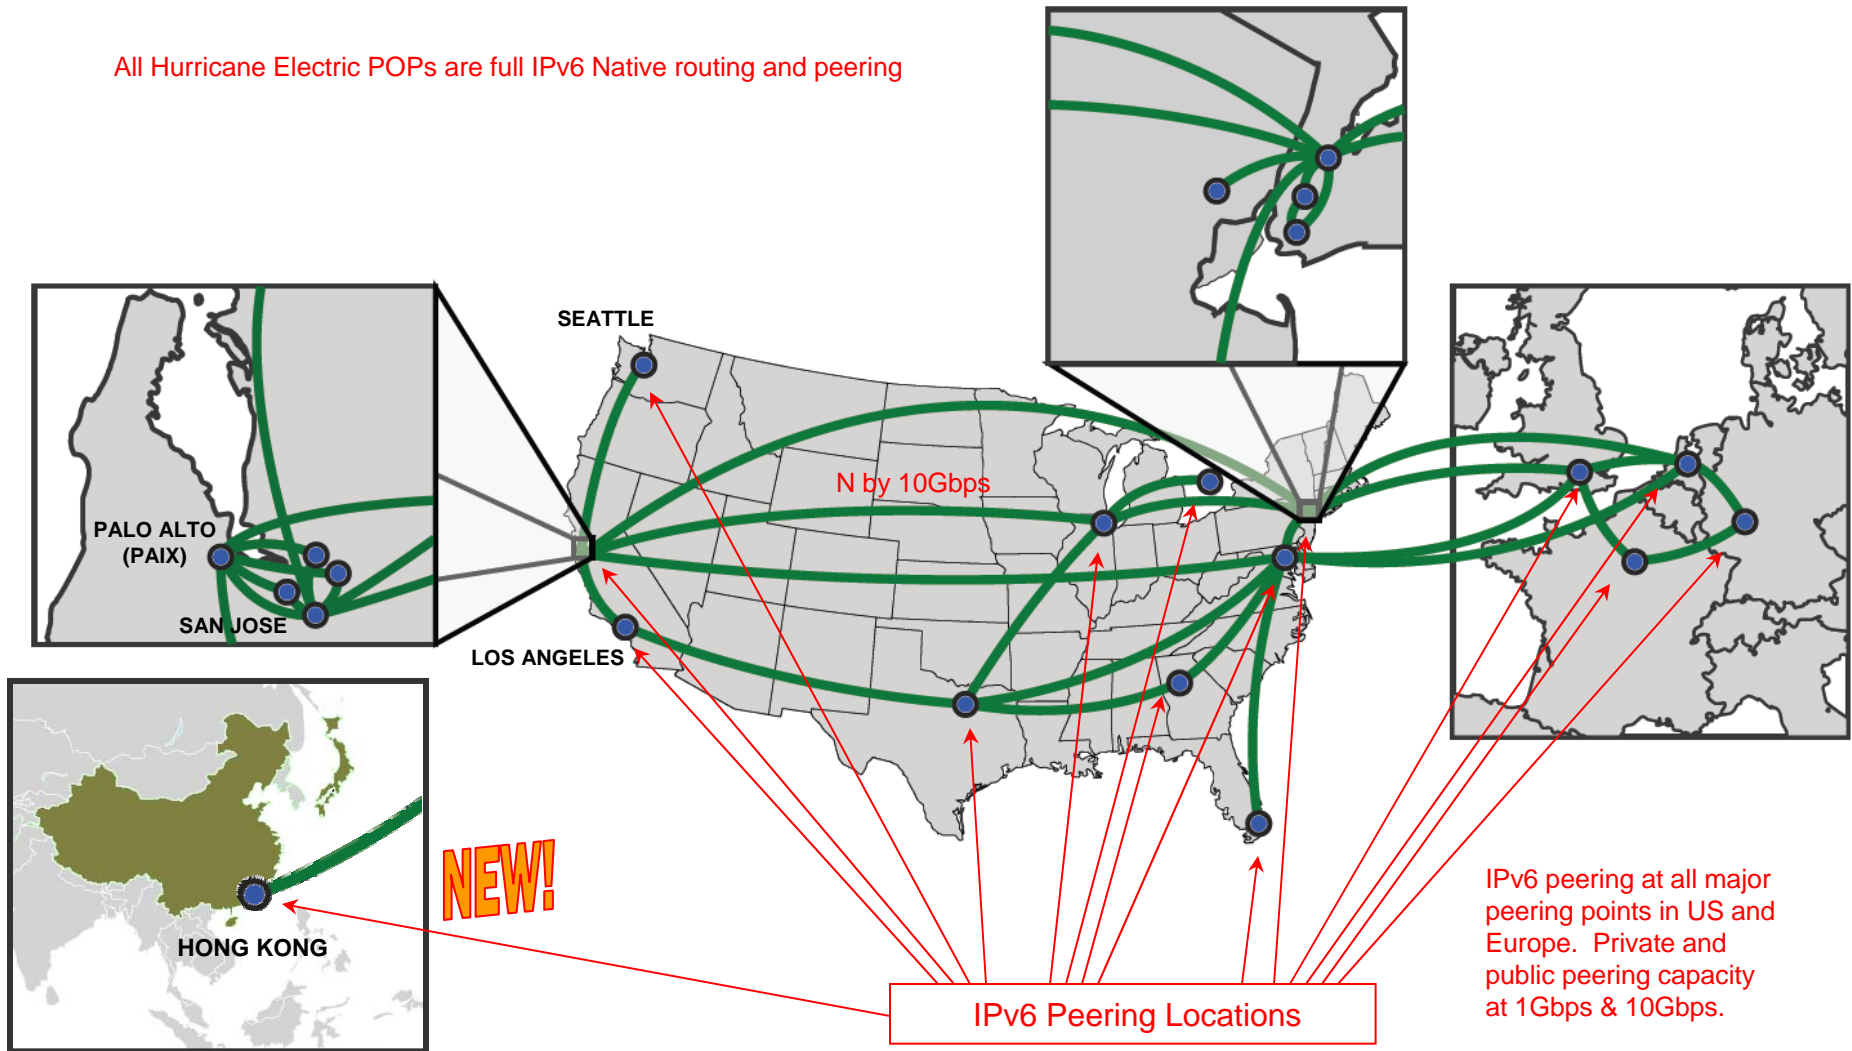 All Hurricane Electric POPs are full IPv6 Native routing and peering
SEATTLE
N by 10Gbps
PALO ALTO
(PAIX)
SAN JOSE
LOS ANGELES
NEW!
HONG KONG
IPv6 Peering Locations
IPv6 peering at all major
peering points in US and
Europe.  Private and
public peering capacity
at 1Gbps & 10Gbps.